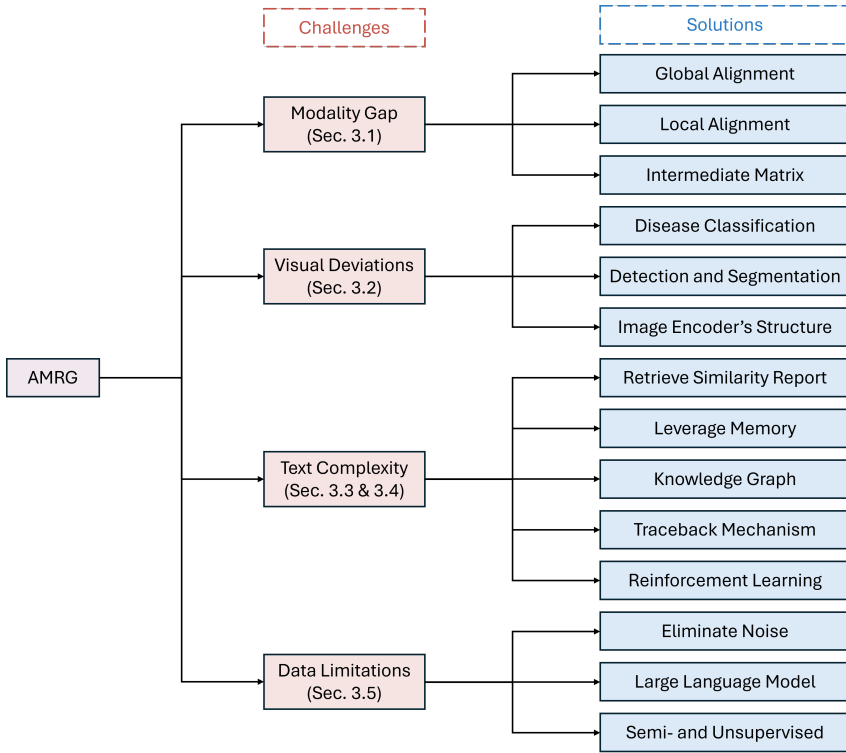 Challenges
Solutions
AMRG
Modality Gap
(Sec. 3.1)
Global Alignment
Local Alignment
Intermediate Matrix
Visual Deviations
(Sec. 3.2)
Disease Classification
Detection and Segmentation
Image Encoder’s Structure
Text Complexity
(Sec. 3.3 & 3.4)
Retrieve Similarity Report
Leverage Memory
Knowledge Graph
Traceback Mechanism
Reinforcement Learning
Data Limitations
(Sec. 3.5)
Eliminate Noise
Large Language Model
Semi- and Unsupervised